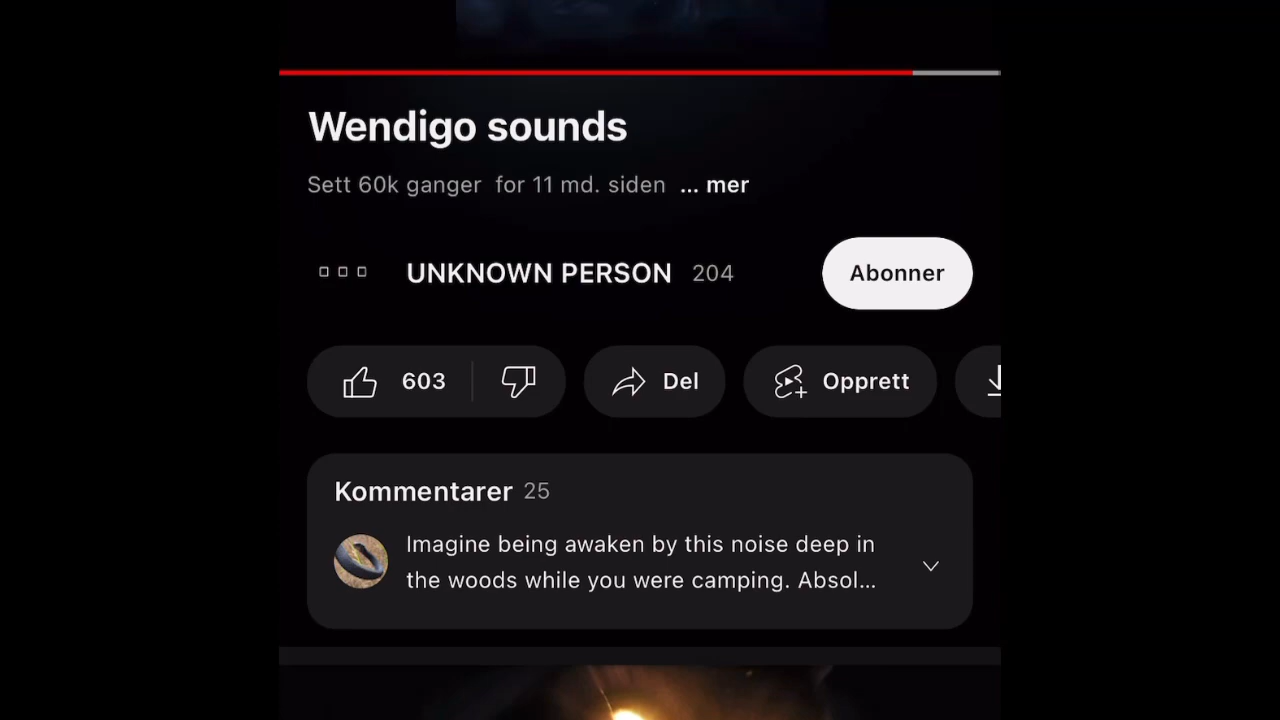 Wendigo sounds
Sett 60k ganger for 11 md. siden ... mer
UNKNOWN PERSON 204 Abonner
603 Del Opprett
Kommentarer 25
Imagine being awaken by this noise deep in
the woods while you were camping. Absol...